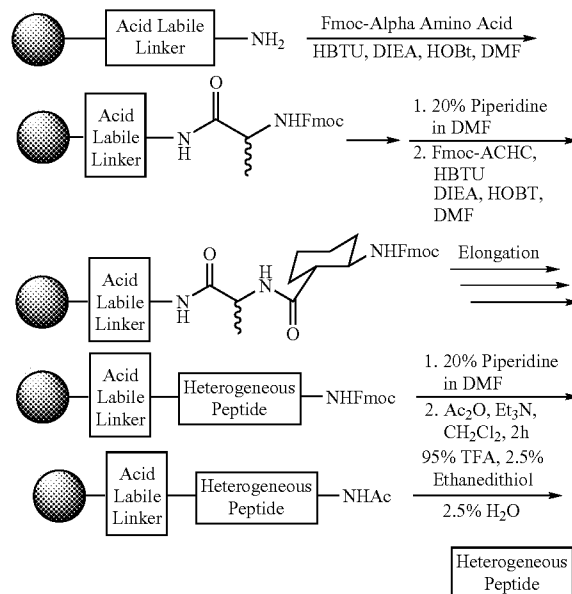 Acid Labile
Linker
NH2
Fmoc-Alpha Amino Acid
HBTU, DIEA, HOBt, DMF
Acid
Labile
Linker
N
H
O
NHFmoc
1. 20% Piperidine
in DMF
2. Fmoc-ACHC,
HBTU
DIEA, HOBT,
DMF
Acid
Labile
Linker
N
H
O
H
N
O
NHFmoc
Elongation
Acid
Labile
Linker
Heterogeneous
Peptide
NHFmoc
1. 20% Piperidine
in DMF
2. Ac2O, Et3N,
CH2Cl2, 2h
Acid
Labile
Linker
Heterogeneous
Peptide
NHAc
95% TFA, 2.5%
Ethanedithiol
2.5% H2O
Heterogeneous
Peptide